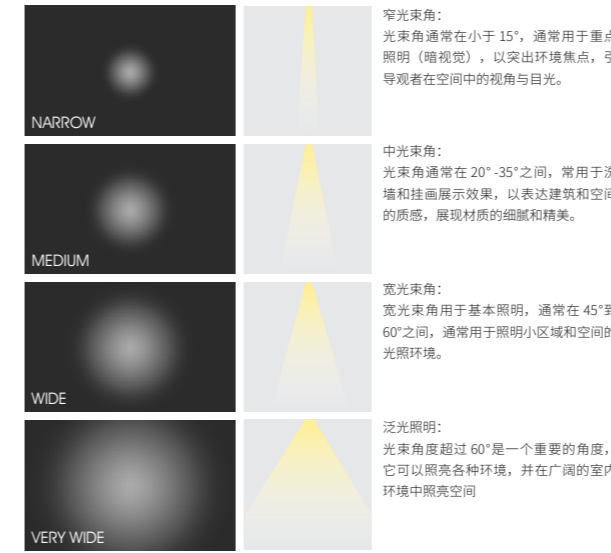 NARROW
窄光束角:
光束角通常在小于 15°，通常用于重点
照明（暗视觉），以突出环境焦点，引
导观者在空间中的视角与目光。
MEDIUM
中光束角:
光束角通常在 20° -35°之间，常用于洗
墙和挂画展示效果，以表达建筑和空间
的质感，展现材质的细腻和精美。
WIDE
宽光束角:
宽光束角用于基本照明，通常在 45°到
60°之间，通常用于照明小区域和空间的
光照环境。
VERY WIDE
泛光照明:
光束角度超过 60°是一个重要的角度，
它可以照亮各种环境，并在广阔的室内
环境中照亮空间